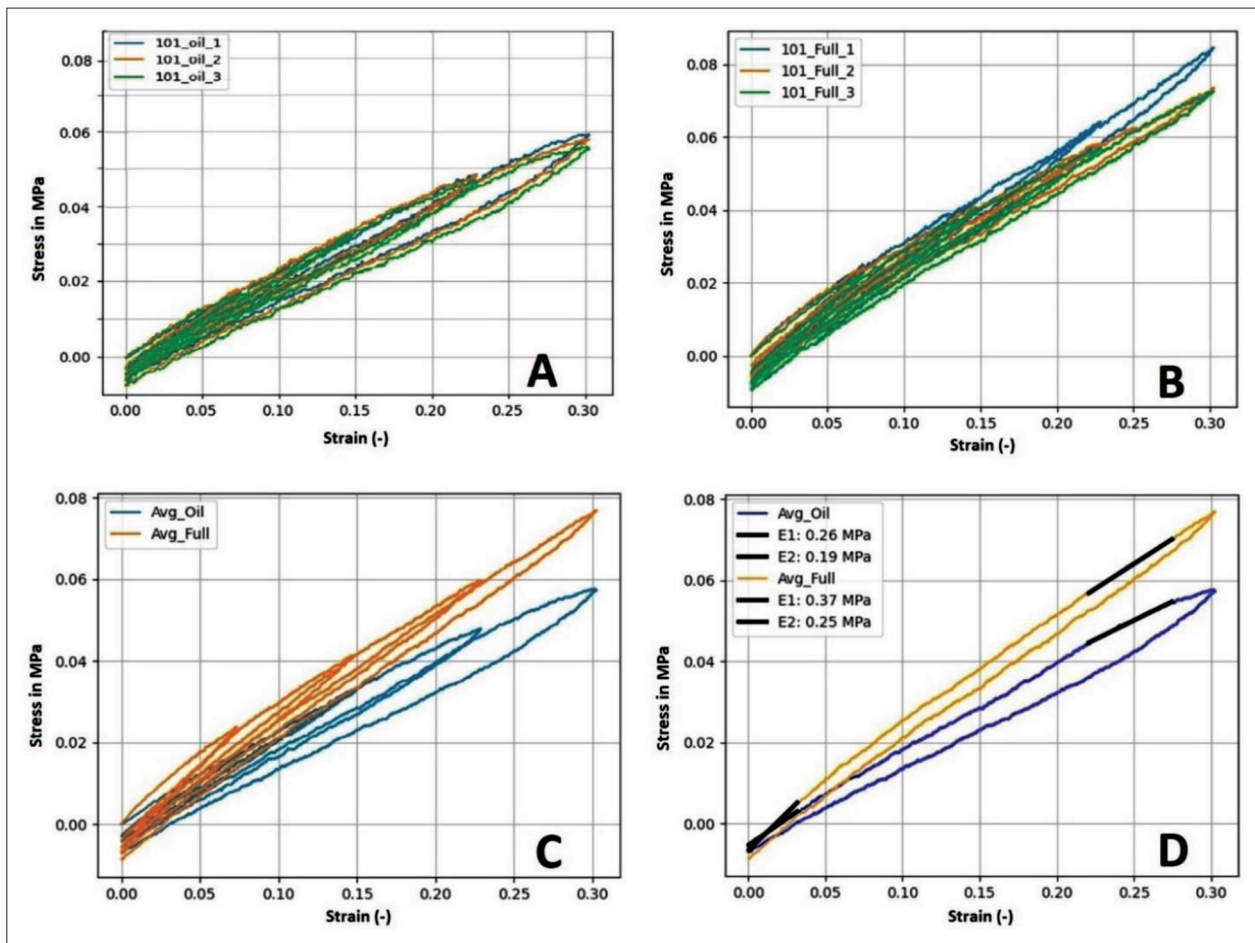 101_oil_1
101_oil_2
101_oil_3
0.08
0.06
0.04
0.02
0.00
Stress in MPa
A
0.00 0.05 0.10 0.15 0.20 0.25 0.30
Strain (-)
101_Full_1
101_Full_2
101_Full_3
0.08
0.06
0.04
0.02
0.00
Stress in MPa
B
0.00 0.05 0.10 0.15 0.20 0.25 0.30
Strain (-)
Avg_Oil
Avg_Full
0.08
0.06
0.04
0.02
0.00
Stress in MPa
C
0.00 0.05 0.10 0.15 0.20 0.25 0.30
Strain (-)
Avg_Oil
E1: 0.26 MPa
E2: 0.19 MPa
Avg_Full
E1: 0.37 MPa
E2: 0.25 MPa
0.08
0.06
0.04
0.02
0.00
Stress in MPa
D
0.00 0.05 0.10 0.15 0.20 0.25 0.30
Strain (-)